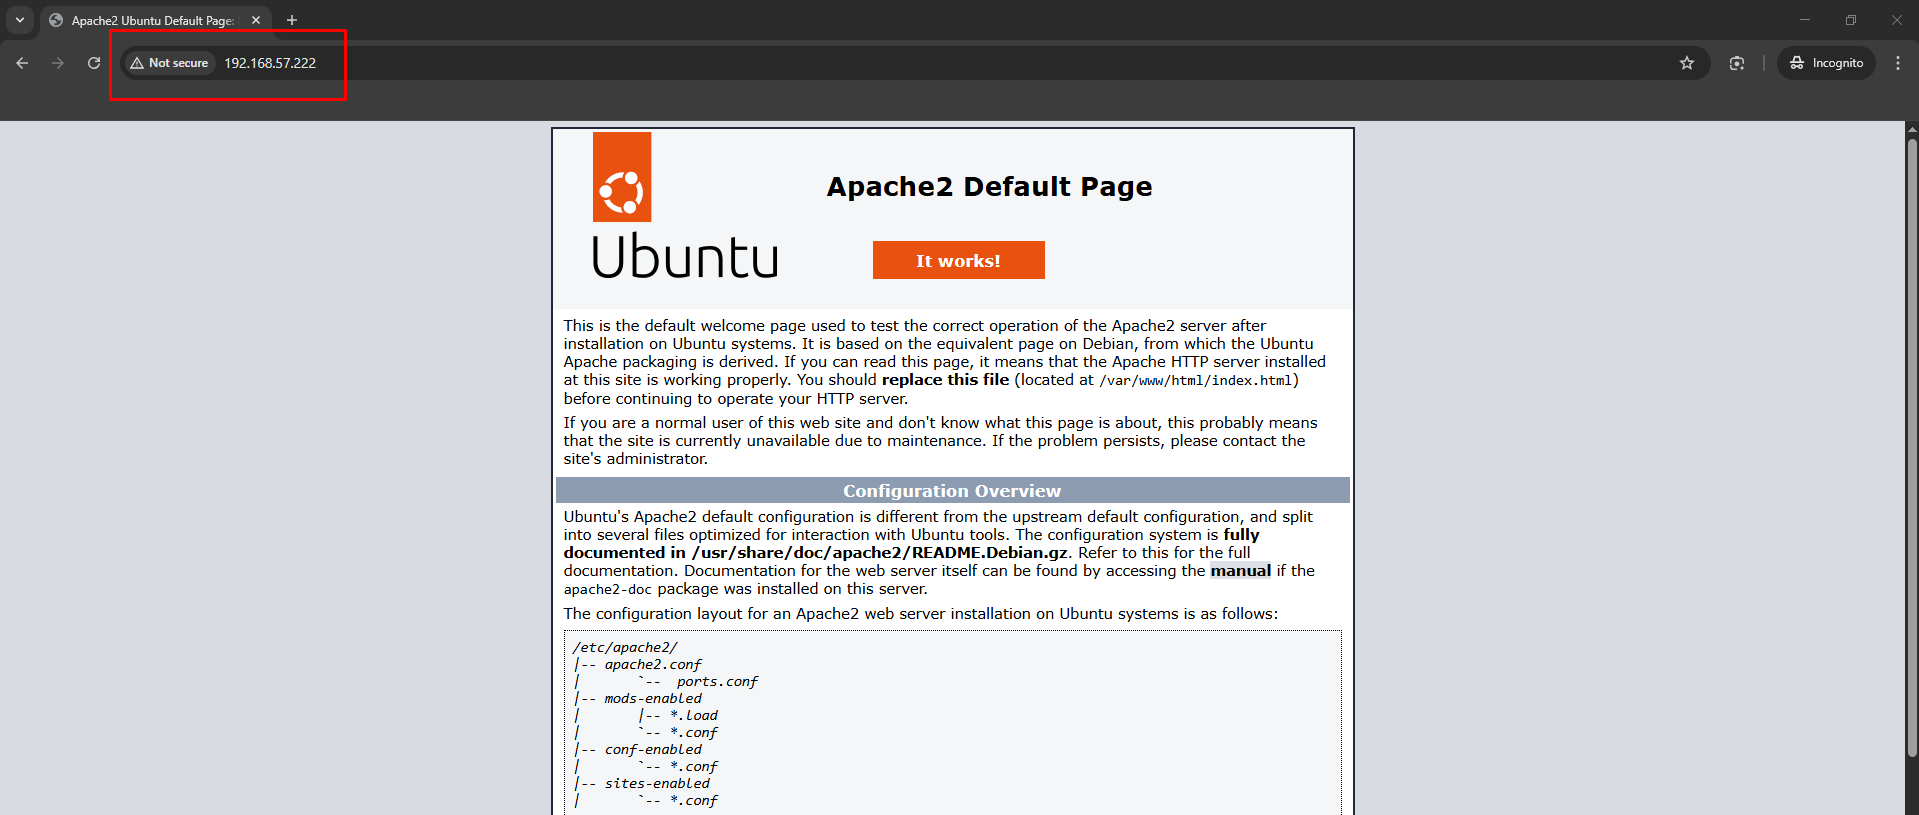 Apache2 Ubuntu Default Page:
Not secure 192.168.57.222
Incognito
Apache2 Default Page
Ubuntu
It works!
This is the default welcome page used to test the correct operation of the Apache2 server after
installation on Ubuntu systems. It is based on the equivalent page on Debian, from which the Ubuntu
Apache packaging is derived. If you can read this page, it means that the Apache HTTP server installed
at this site is working properly. You should replace this file (located at /var/www/html/index.html)
before continuing to operate your HTTP server.
If you are a normal user of this web site and don't know what this page is about, this probably means
that the site is currently unavailable due to maintenance. If the problem persists, please contact the
site's administrator.
Configuration Overview
Ubuntu's Apache2 default configuration is different from the upstream default configuration, and split
into several files optimized for interaction with Ubuntu tools. The configuration system is fully
documented in /usr/share/doc/apache2/README.Debian.gz. Refer to this for the full
documentation. Documentation for the web server itself can be found by accessing the manual if the
apache2-doc package was installed on this server.
The configuration layout for an Apache2 web server installation on Ubuntu systems is as follows:
/etc/apache2/
|-- apache2.conf
|       `--  ports.conf
|-- mods-enabled
|       |-- *.load
|       `-- *.conf
|-- conf-enabled
|       `-- *.conf
|-- sites-enabled
|       `-- *.conf